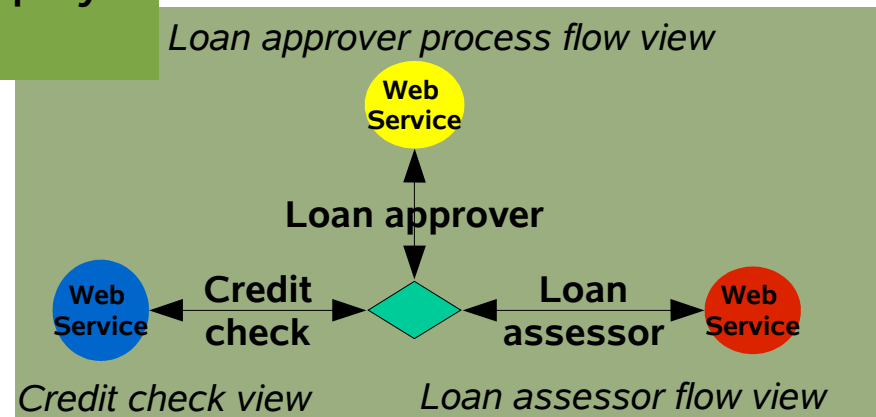 Loan approver process flow view
Web
Service
Loan approver
Web
Service
Credit
check
Loan
assessor
Web
Service
Credit check view
Loan assessor flow view